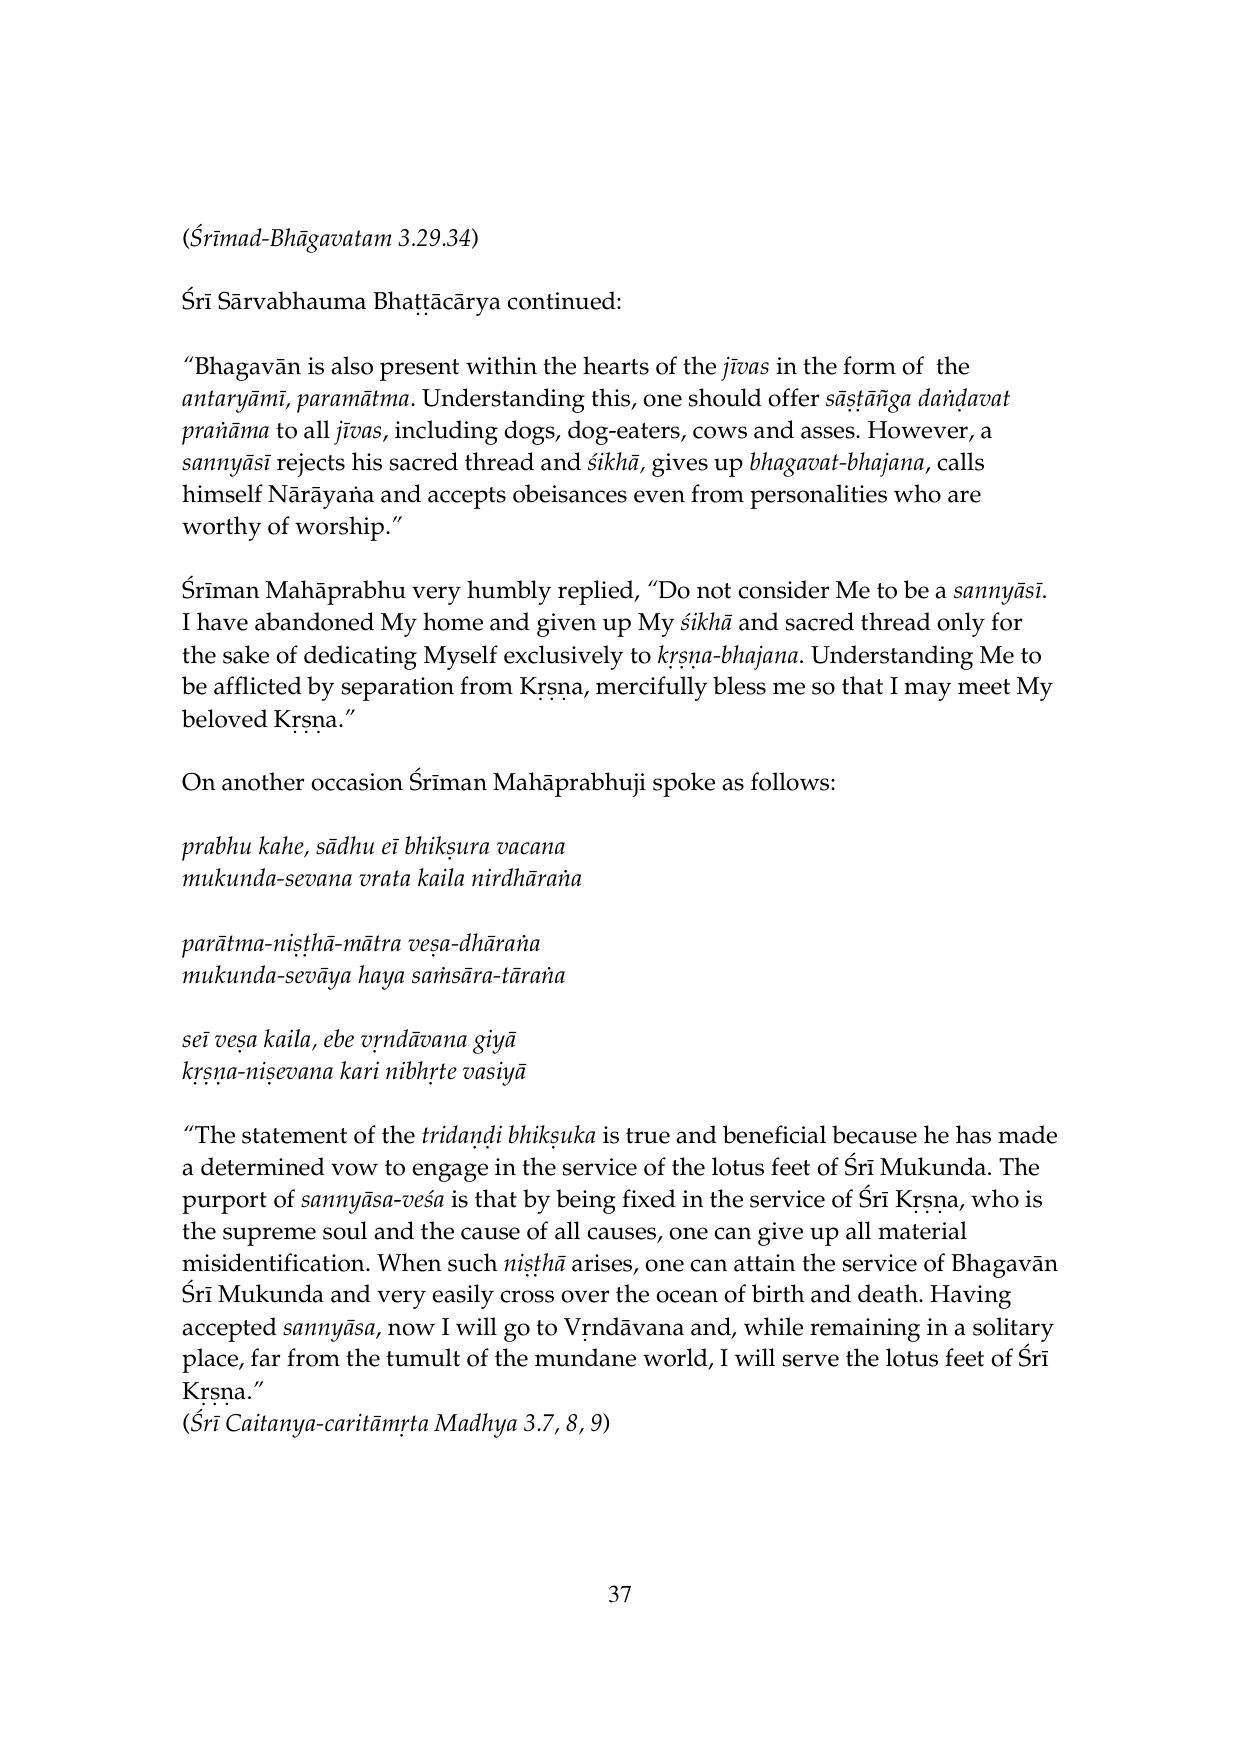 (Śrīmad-Bhāgavatam 3.29.34)
Śrī Sārvabhauma Bhaṭṭācārya continued:
“Bhagavān is also present within the hearts of the jīvas in the form of  the
antaryāmī, paramātma. Understanding this, one should offer sāṣṭāñga daṅḍavat
praṅāma to all jīvas, including dogs, dog-eaters, cows and asses. However, a
sannyāsī rejects his sacred thread and śikhā, gives up bhagavat-bhajana, calls
himself Nārāyaṅa and accepts obeisances even from personalities who are
worthy of worship.”
Śrīman Mahāprabhu very humbly replied, “Do not consider Me to be a sannyāsī.
I have abandoned My home and given up My śikhā and sacred thread only for
the sake of dedicating Myself exclusively to kṛṣṇa-bhajana. Understanding Me to
be afflicted by separation from Kṛṣṇa, mercifully bless me so that I may meet My
beloved Kṛṣṇa.”
On another occasion Śrīman Mahāprabhuji spoke as follows:
prabhu kahe, sādhu eī bhikṣura vacana
mukunda-sevana vrata kaila nirdhāraṅa
parātma-niṣṭhā-mātra veṣa-dhāraṅa
mukunda-sevāya haya saṁsāra-tāraṅa
seī veṣa kaila, ebe vṛndāvana giyā
kṛṣṇa-niṣevana kari nibhṛte vasiyā
“The statement of the tridaṇḍi bhikṣuka is true and beneficial because he has made
a determined vow to engage in the service of the lotus feet of Śrī Mukunda. The
purport of sannyāsa-veśa is that by being fixed in the service of Śrī Kṛṣṇa, who is
the supreme soul and the cause of all causes, one can give up all material
misidentification. When such niṣṭhā arises, one can attain the service of Bhagavān
Śrī Mukunda and very easily cross over the ocean of birth and death. Having
accepted sannyāsa, now I will go to Vṛndāvana and, while remaining in a solitary
place, far from the tumult of the mundane world, I will serve the lotus feet of Śrī
Kṛṣṇa.”
(Śrī Caitanya-caritāmṛta Madhya 3.7, 8, 9)
37